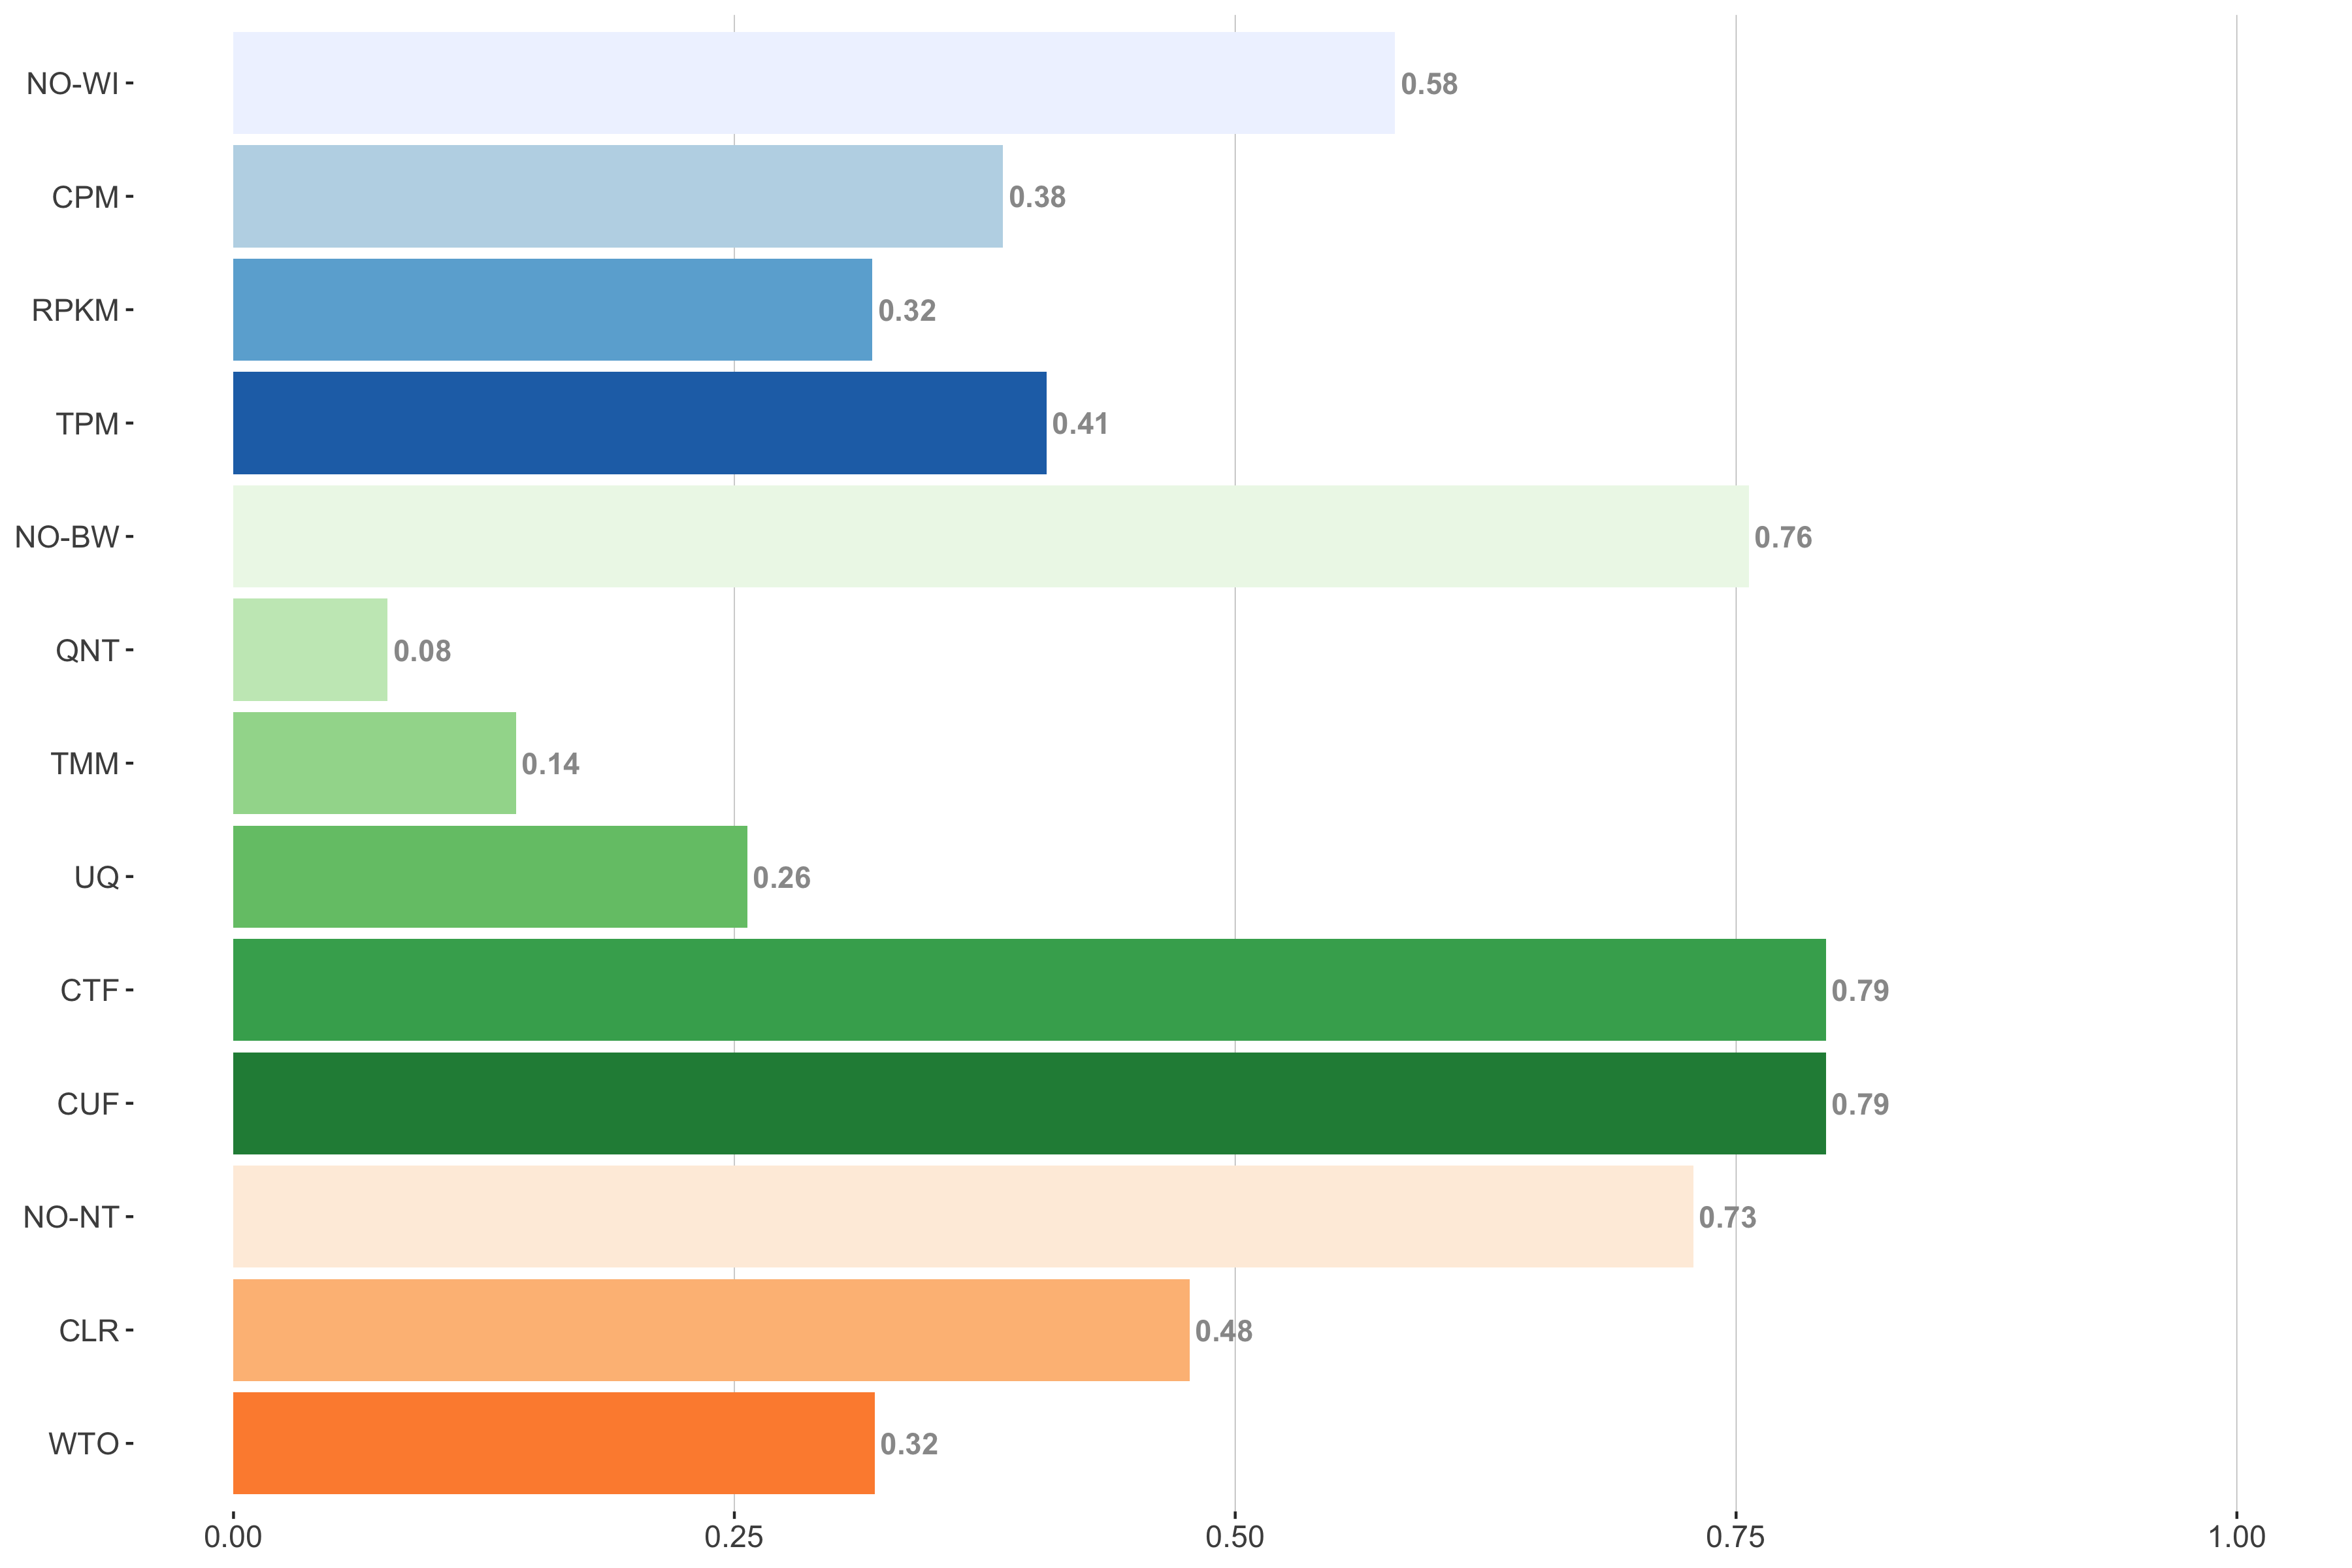 NO-WI 0.58
CPM 0.38
RPKM 0.32
TPM 0.41
NO-BW 0.76
QNT 0.08
TMM 0.14
UQ 0.26
CTF 0.79
CUF 0.79
NO-NT 0.73
CLR 0.48
WTO 0.32
0.00 0.25 0.50 0.75 1.00